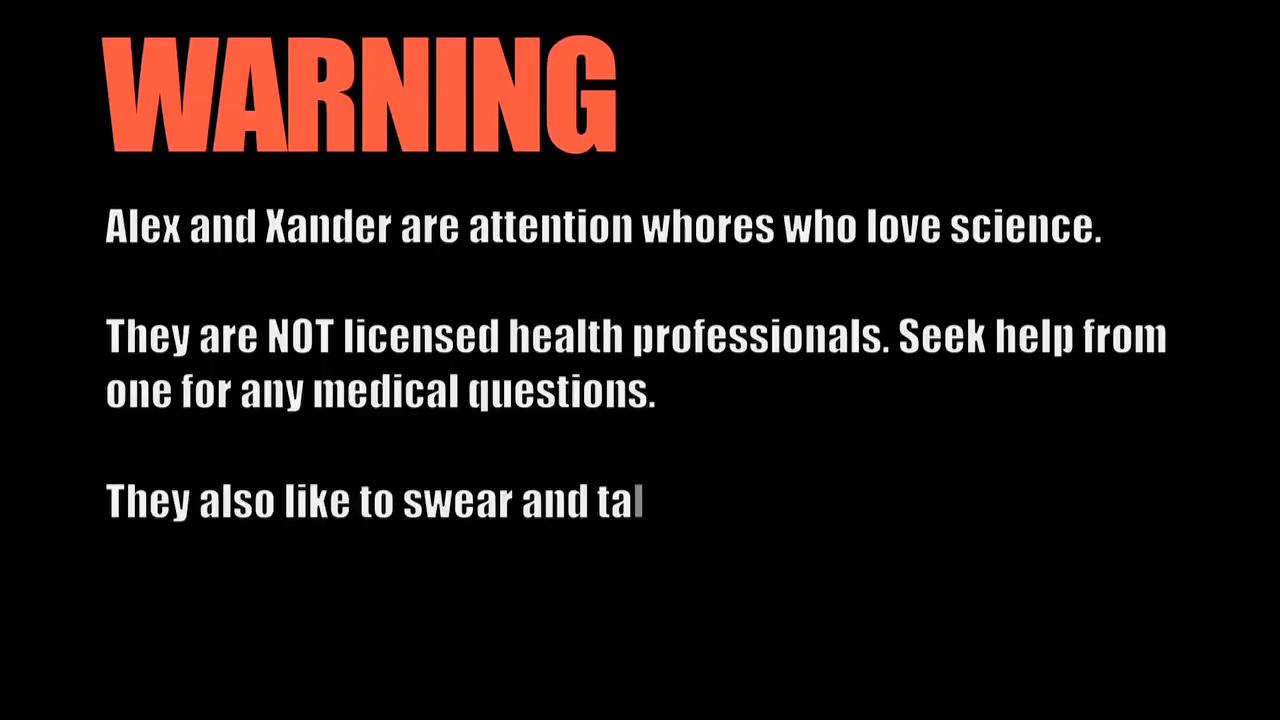 WARNING
Alex and Xander are attention whores who love science.
They are NOT licensed health professionals. Seek help from
one for any medical questions.
They also like to swear and tal